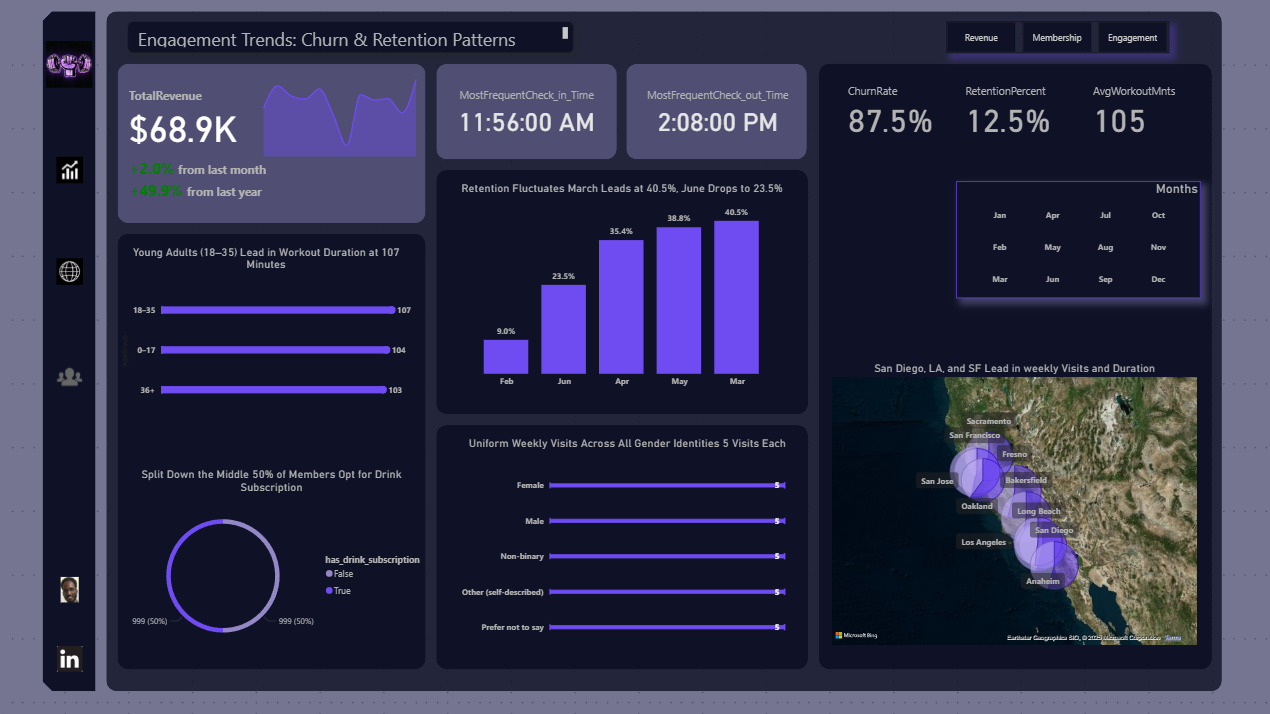 Engagement Trends: Churn & Retention Patterns
Revenue
Membership
Engagement
TotalRevenue
$68.9K
+2.0% from last month
+49.9% from last year
MostFrequentCheck_in_Time
11:56:00 AM
MostFrequentCheck_out_Time
2:08:00 PM
ChurnRate
87.5%
RetentionPercent
12.5%
AvgWorkoutMnts
105
Months
Jan Apr Jul Oct
Feb May Aug Nov
Mar Jun Sep Dec
Retention Fluctuates March Leads at 40.5%, June Drops to 23.5%
9.0%
23.5%
35.4%
38.8%
40.5%
Feb Jun Apr May Mar
Young Adults (18–35) Lead in Workout Duration at 107
Minutes
18–35 107
0–17 104
36+ 103
Split Down the Middle 50% of Members Opt for Drink
Subscription
has_drink_subscription
False
True
999 (50%)
999 (50%)
Uniform Weekly Visits Across All Gender Identities 5 Visits Each
Female 5
Male 5
Non-binary 5
Other (self-described) 5
Prefer not to say 5
San Diego, LA, and SF Lead in weekly Visits and Duration
Sacramento
San Francisco
Fresno
San Jose
Bakersfield
Oakland
Long Beach
San Diego
Los Angeles
Anaheim
Microsoft Bing
Earthstar Geographics SIO, © 2025 Microsoft Corporation Terms
in